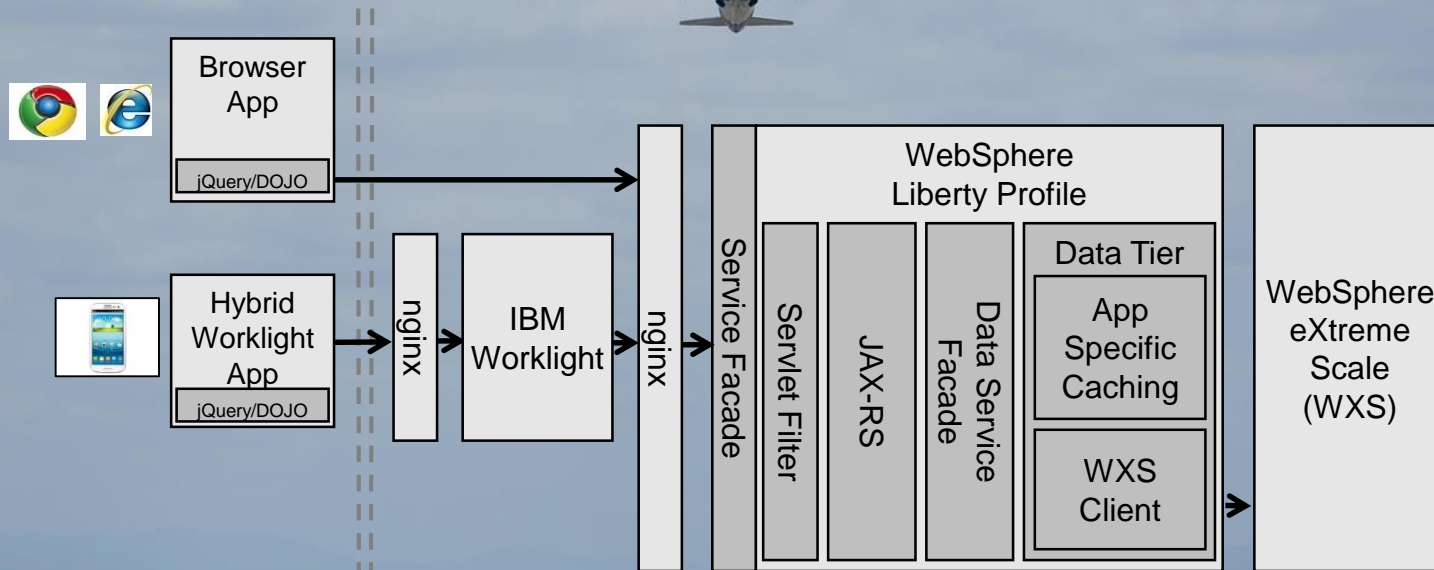 Browser
App
jQuery/DOJO
Hybrid
Worklight
App
jQuery/DOJO
nginx
IBM
Worklight
nginx
Service Facade
WebSphere
Liberty Profile
Servlet Filter
JAX-RS
Data Service
Facade
Data Tier
App
Specific
Caching
WXS
Client
WebSphere
eXtreme
Scale
(WXS)